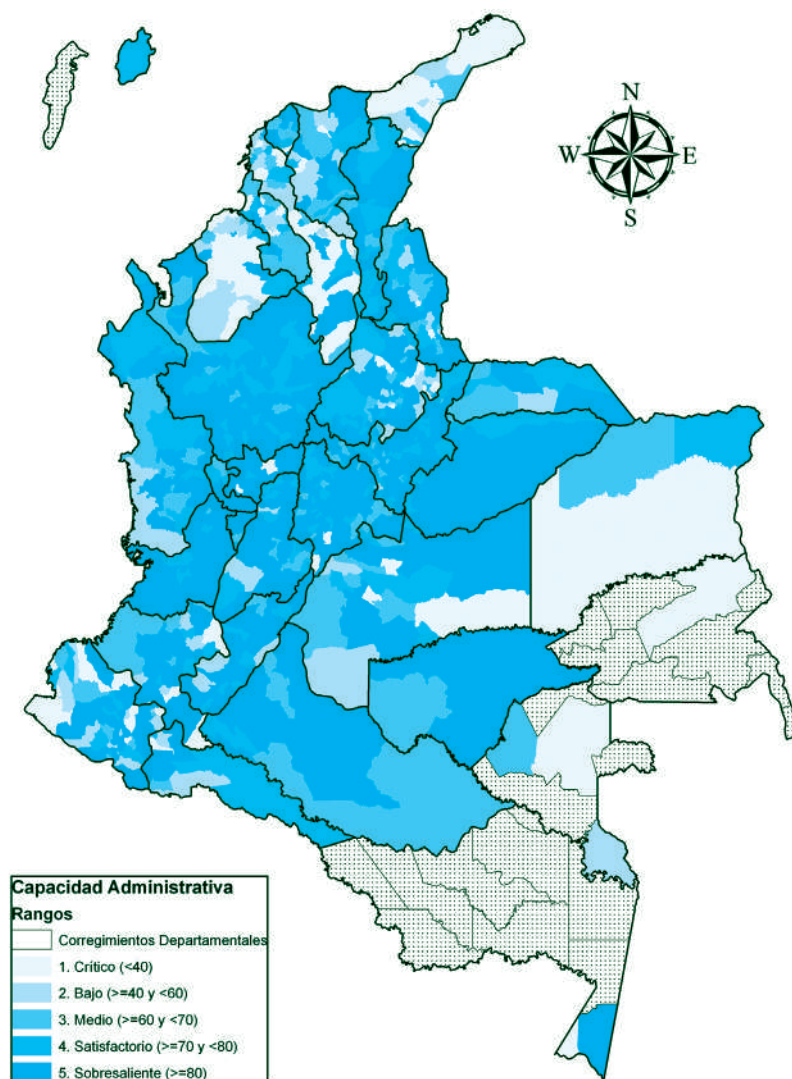 N
W E
S
Capacidad Administrativa
Rangos
Corregimientos Departamentales
1. Crítico (<40)
2. Bajo (>=40 y <60)
3. Medio (>=60 y <70)
4. Satisfactorio (>=70 y <80)
5. Sobresaliente (>=80)